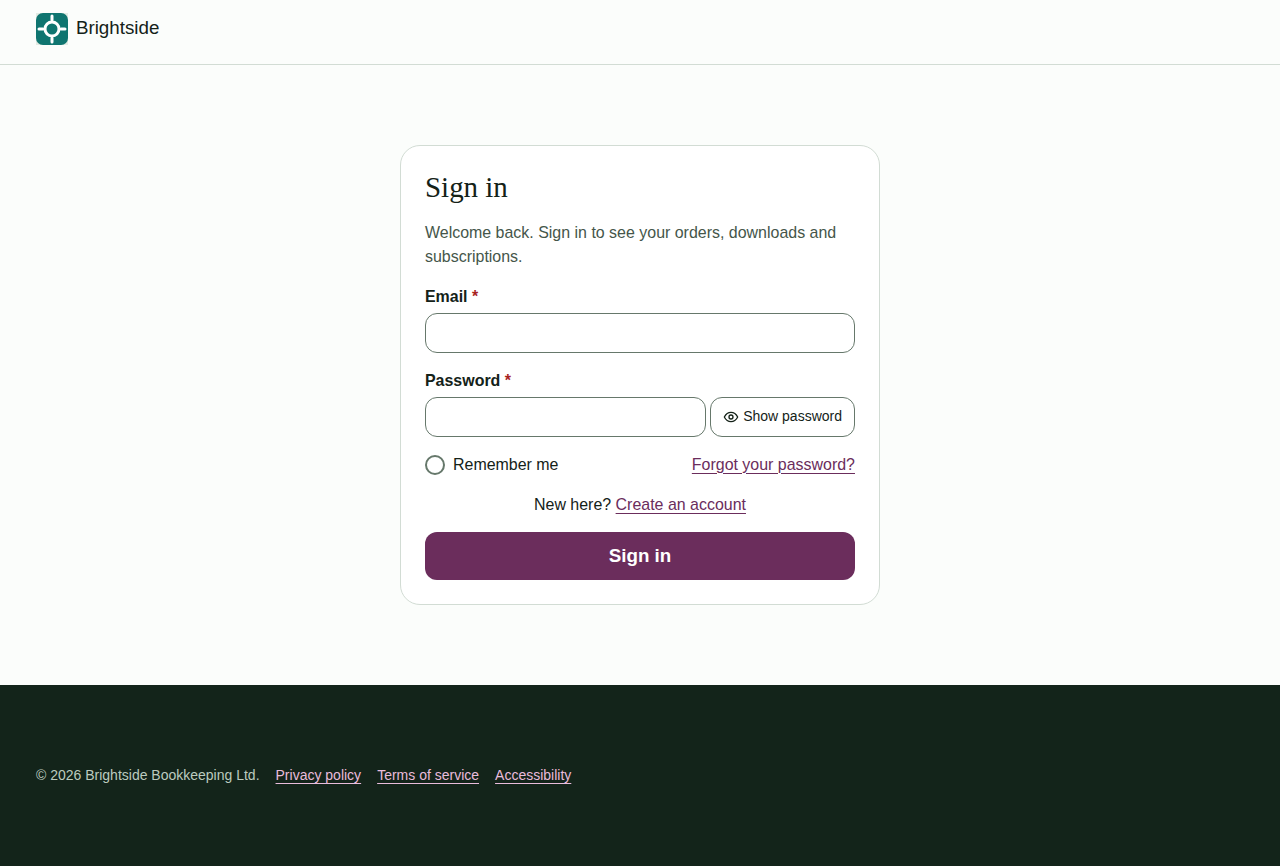 Brightside
Sign in
Welcome back. Sign in to see your orders, downloads and
subscriptions.
Email *
Password *
Show password
Remember me
Forgot your password?
New here? Create an account
Sign in
© 2026 Brightside Bookkeeping Ltd. Privacy policy Terms of service Accessibility